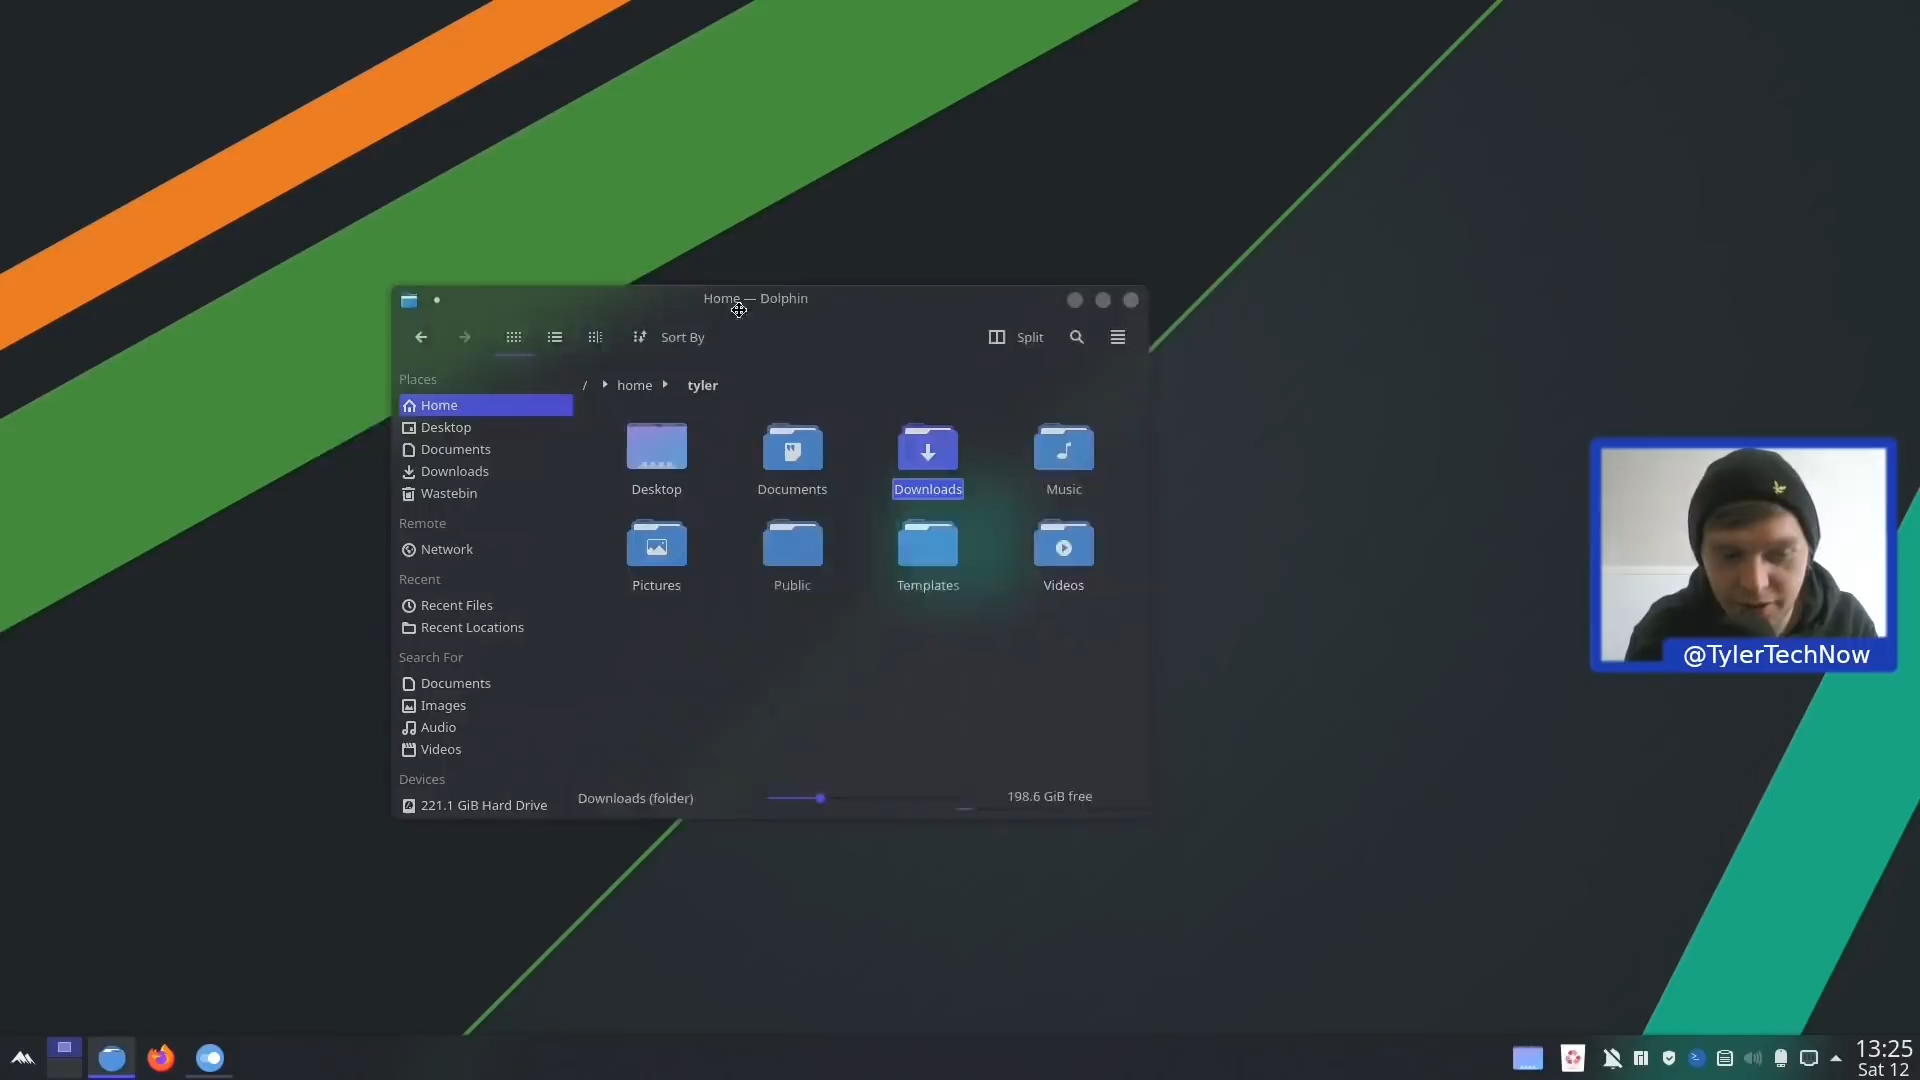 Home — Dolphin
Sort By
Split
Places
/ home tyler
Home
Desktop
Documents
Downloads
Wastebin
Remote
Network
Recent
Recent Files
Recent Locations
Search For
Documents
Images
Audio
Videos
Devices
221.1 GiB Hard Drive
Desktop Documents Downloads Music
Pictures Public Templates Videos
Downloads (folder)
198.6 GiB free
@TylerTechNow
13:25
Sat 12